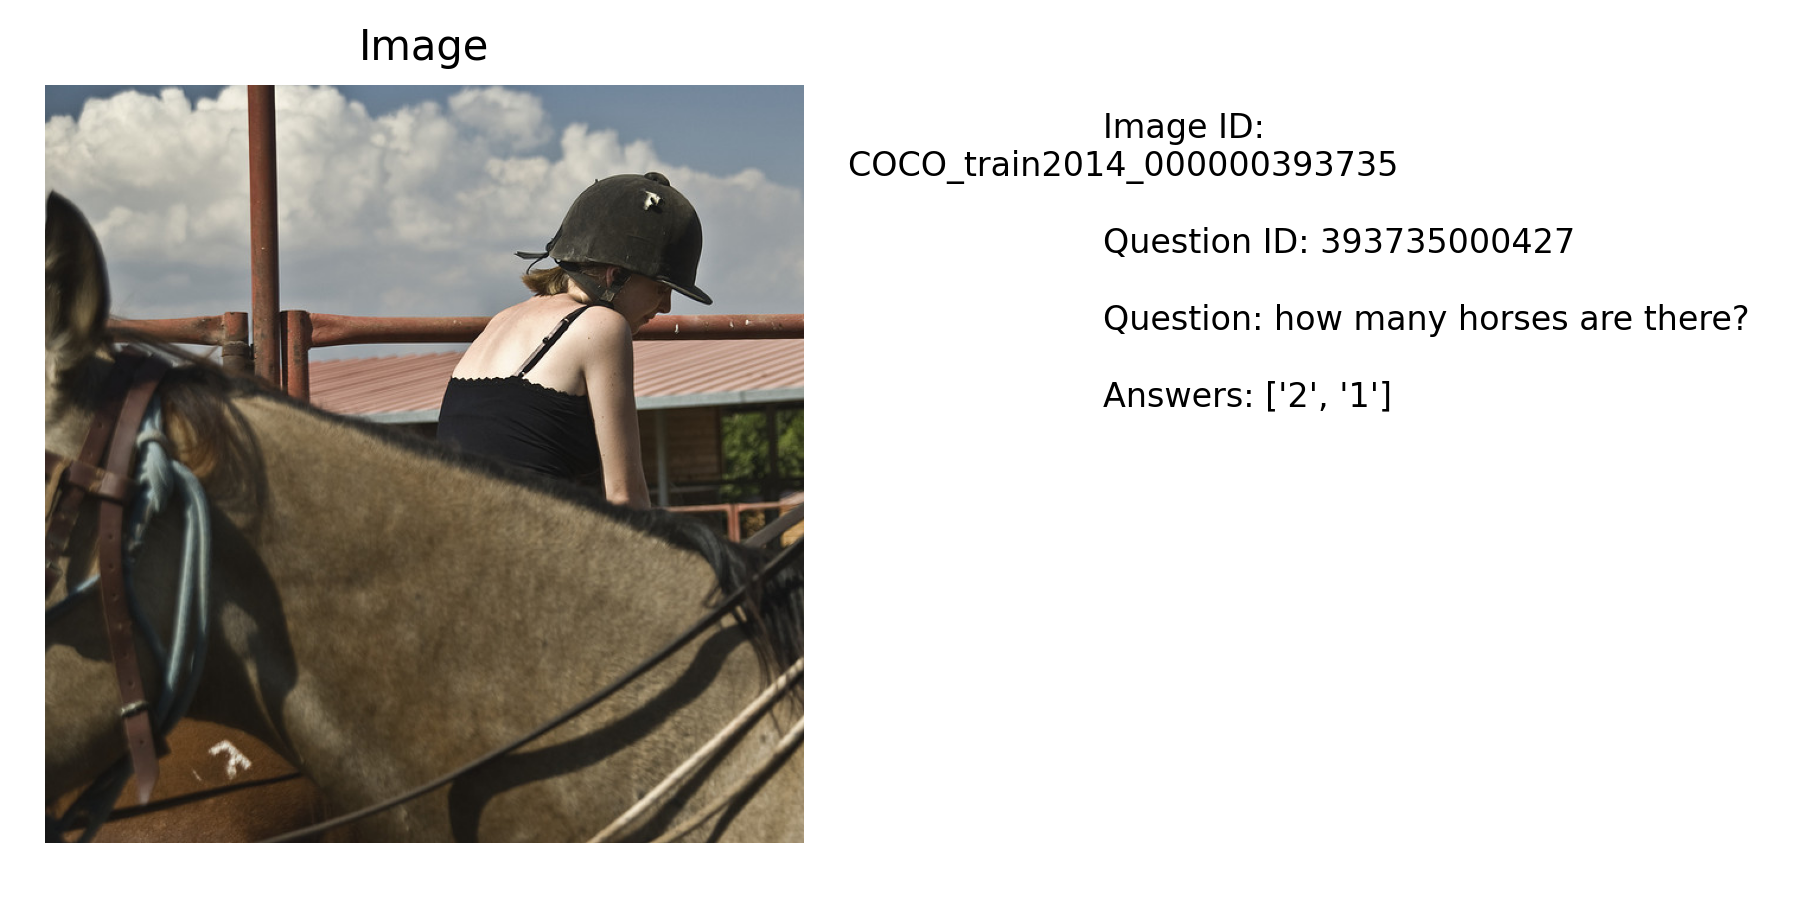 Image
Image ID:
COCO_train2014_000000393735
Question ID: 393735000427
Question: how many horses are there?
Answers: ['2', '1']